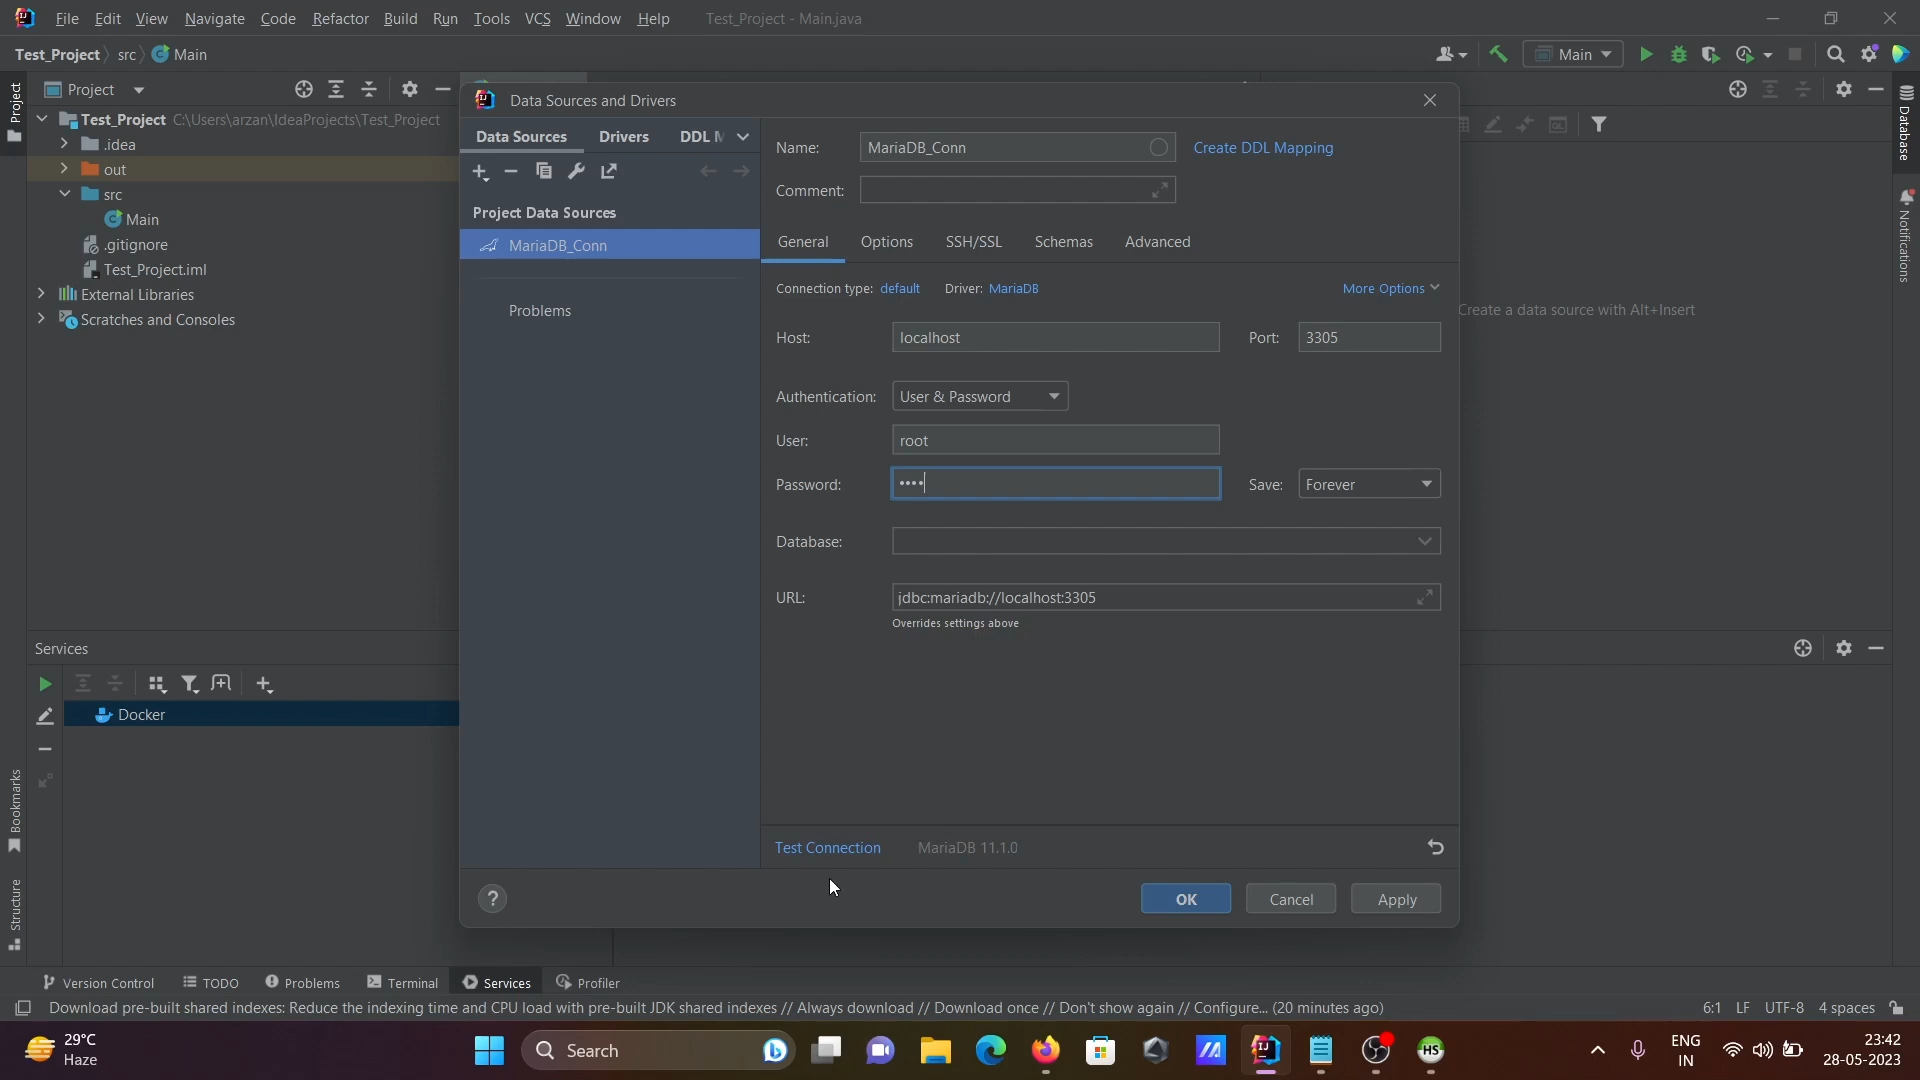 File Edit View Navigate Code Refactor Build Run Tools VCS Window Help Test_Project - Main.java
Test_Project src Main
Main
Project
Project
Data Sources and Drivers
Test_Project C:\Users\arzan\IdeaProjects\Test_Project
.idea
out
src
Main
.gitignore
Test_Project.iml
External Libraries
Scratches and Consoles
Data Sources Drivers DDL M
Project Data Sources
MariaDB_Conn
Problems
Name: MariaDB_Conn Create DDL Mapping
Comment:
General Options SSH/SSL Schemas Advanced
Connection type: default Driver: MariaDB More Options
Host: localhost Port: 3305
Authentication: User & Password
User: root
Password: •••• Save: Forever
Database:
URL: jdbc:mariadb://localhost:3305
Overrides settings above
Test Connection MariaDB 11.1.0
? OK Cancel Apply
Create a data source with Alt+Insert
Database
Notifications
Services
Docker
Bookmarks
Structure
Version Control TODO Problems Terminal Services Profiler
Download pre-built shared indexes: Reduce the indexing time and CPU load with pre-built JDK shared indexes // Always download // Download once // Don't show again // Configure... (20 minutes ago) 6:1 LF UTF-8 4 spaces
29°C
Haze
Search
HS
ENG
IN
23:42
28-05-2023